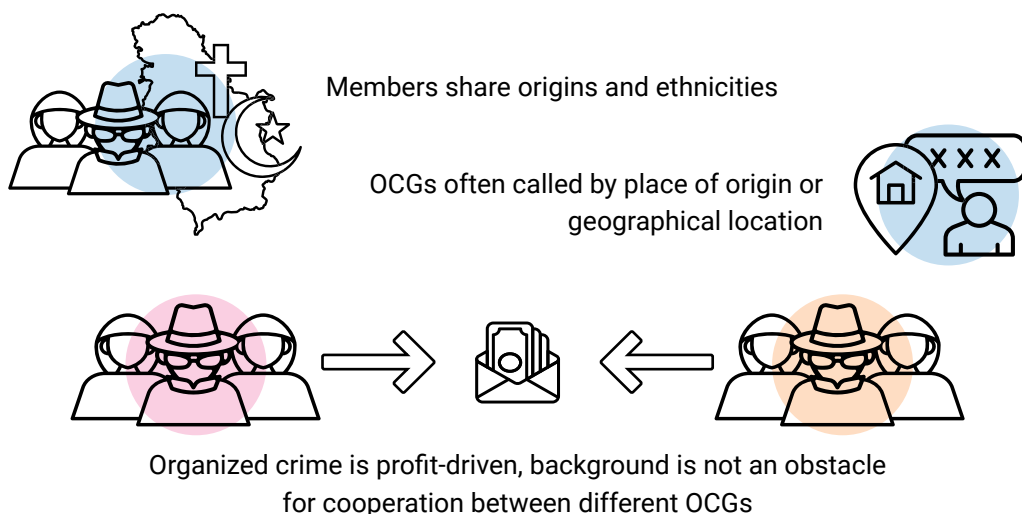 Members share origins and ethnicities
OCGs often called by place of origin or
geographical location
X X X
Organized crime is profit-driven, background is not an obstacle
for cooperation between different OCGs